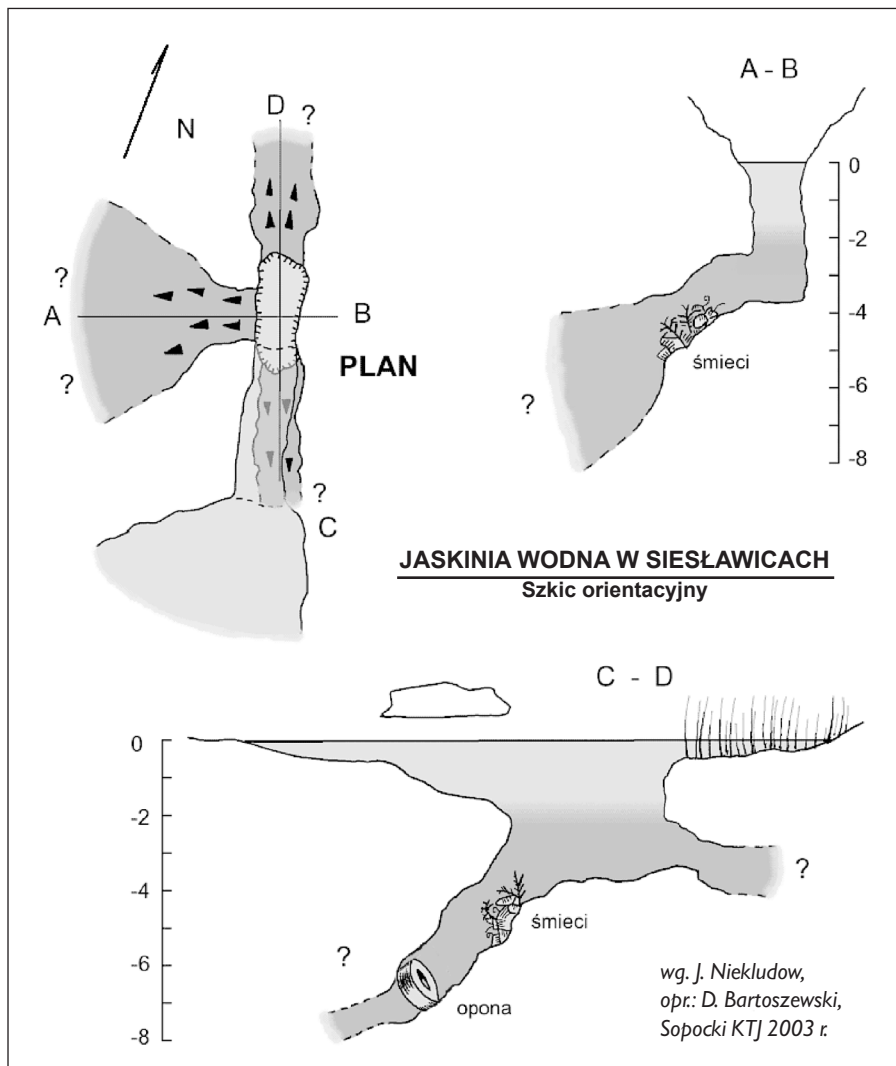 N
D
?
?
A
B
PLAN
?
?
C
A - B
0
-2
-4
-6
-8
śmieci
?
JASKINIA WODNA W SIESŁAWICACH
Szkic orientacyjny
C - D
0
-2
-4
-6
-8
?
śmieci
?
opona
wg. J. Niekludow,
opr.: D. Bartoszewski,
Sopocki KTJ 2003 r.